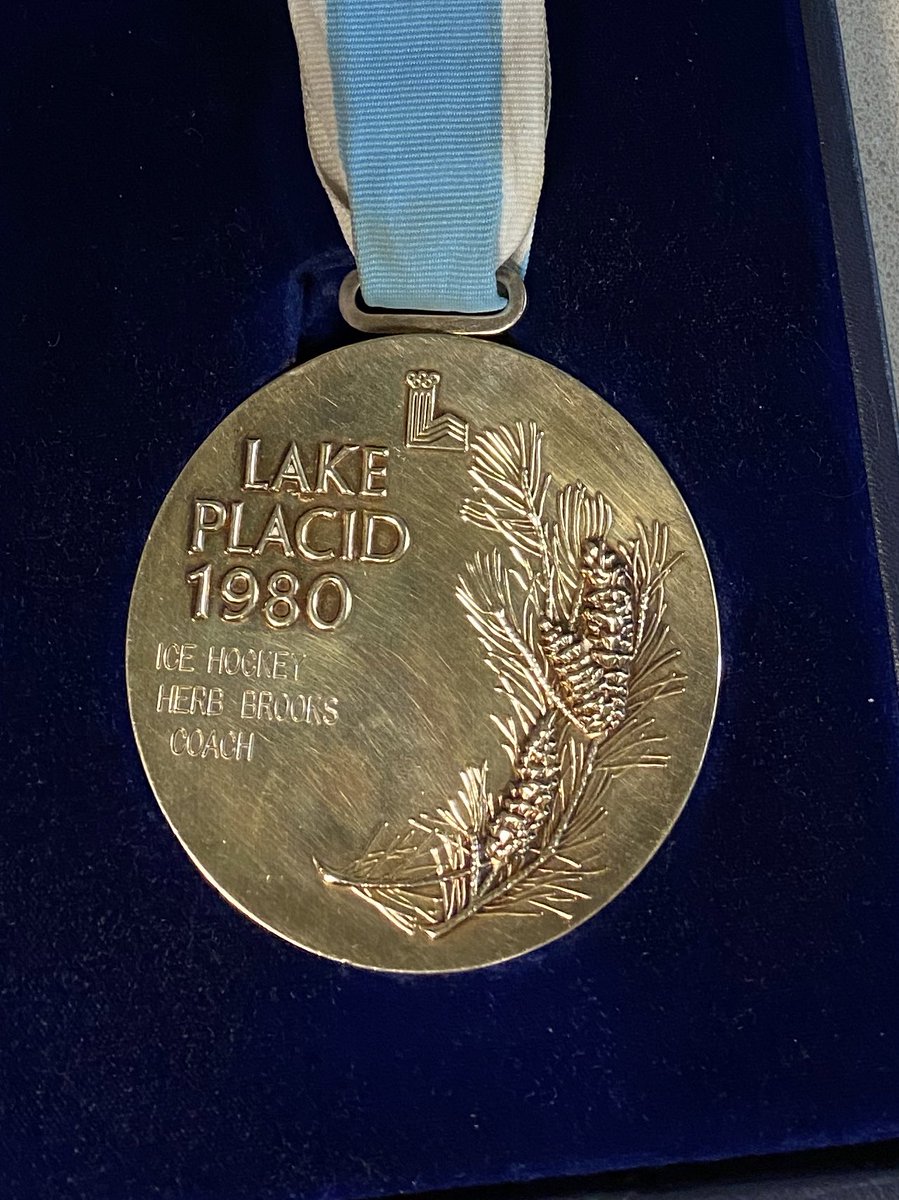 LAKE
PLACID
1980
ICE HOCKEY
HERB BROOKS
COACH